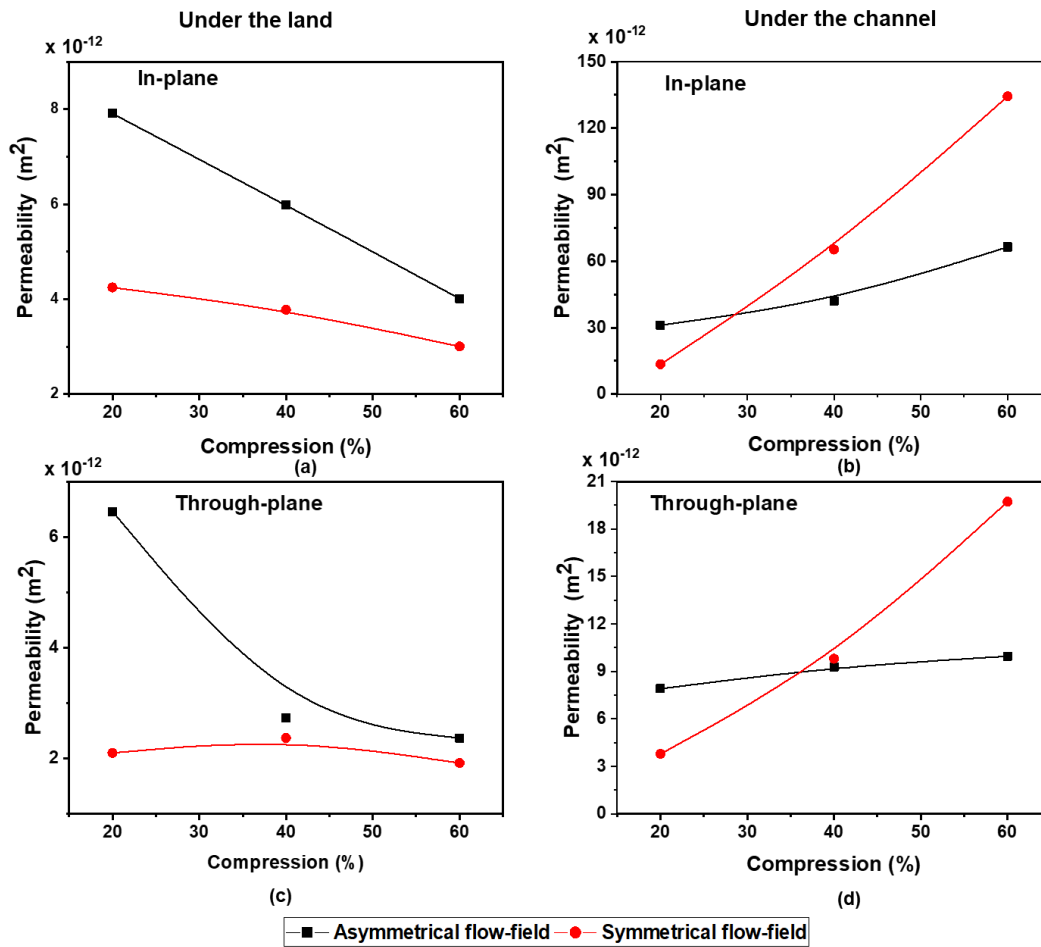 Under the land
Under the channel
x 10-12
In-plane
8
6
4
2
Permeability (m2)
20 30 40 50 60
Compression (%)
(a)
x 10-12
In-plane
150
120
90
60
30
0
Permeability (m2)
20 30 40 50 60
Compression (%)
(b)
x 10-12
Through-plane
6
4
2
Permeability (m2)
20 30 40 50 60
Compression (%)
(c)
x 10-12
Through-plane
21
18
15
12
9
6
3
0
Permeability (m2)
20 30 40 50 60
Compression (%)
(d)
Asymmetrical flow-field Symmetrical flow-field